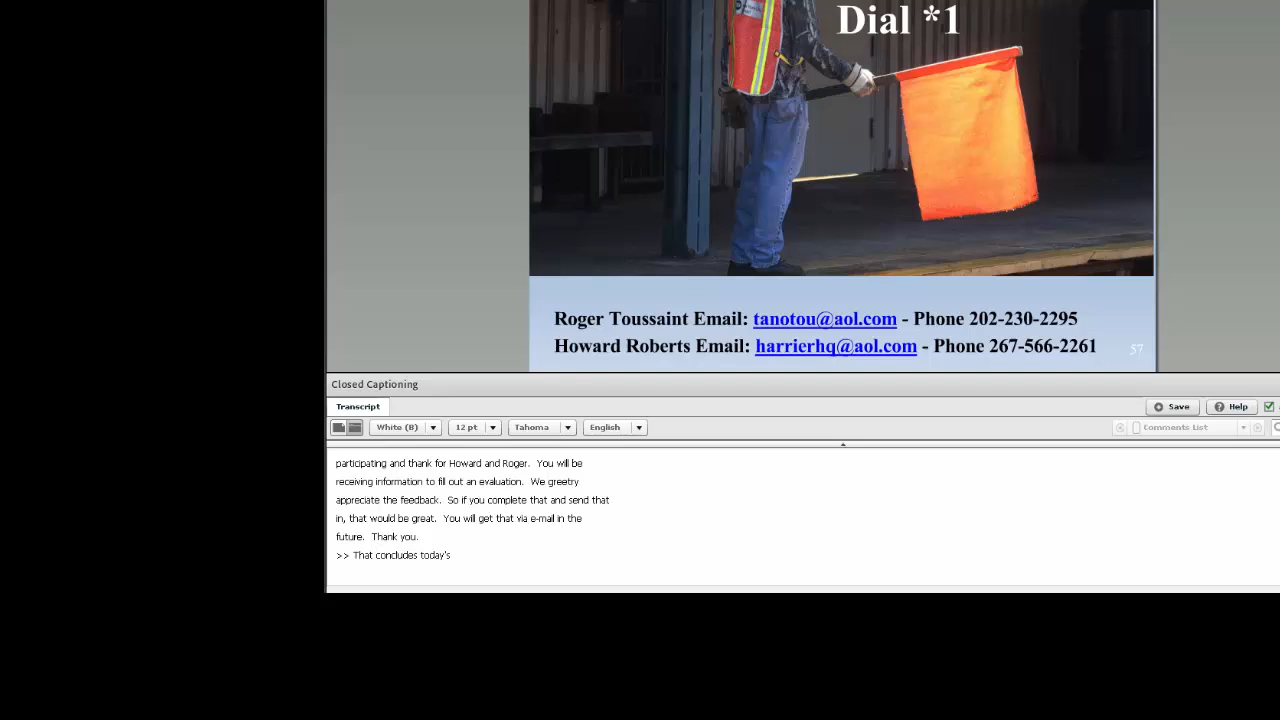 Dial *1
Roger Toussaint Email: tanotou@aol.com - Phone 202-230-2295
Howard Roberts Email: harrierhq@aol.com - Phone 267-566-2261
57
Closed Captioning
Transcript
Save Help
White (B) 12 pt Tahoma English Comments List
participating and thank for Howard and Roger. You will be
receiving information to fill out an evaluation. We greetry
appreciate the feedback. So if you complete that and send that
in, that would be great. You will get that via e-mail in the
future. Thank you.
>> That concludes today's